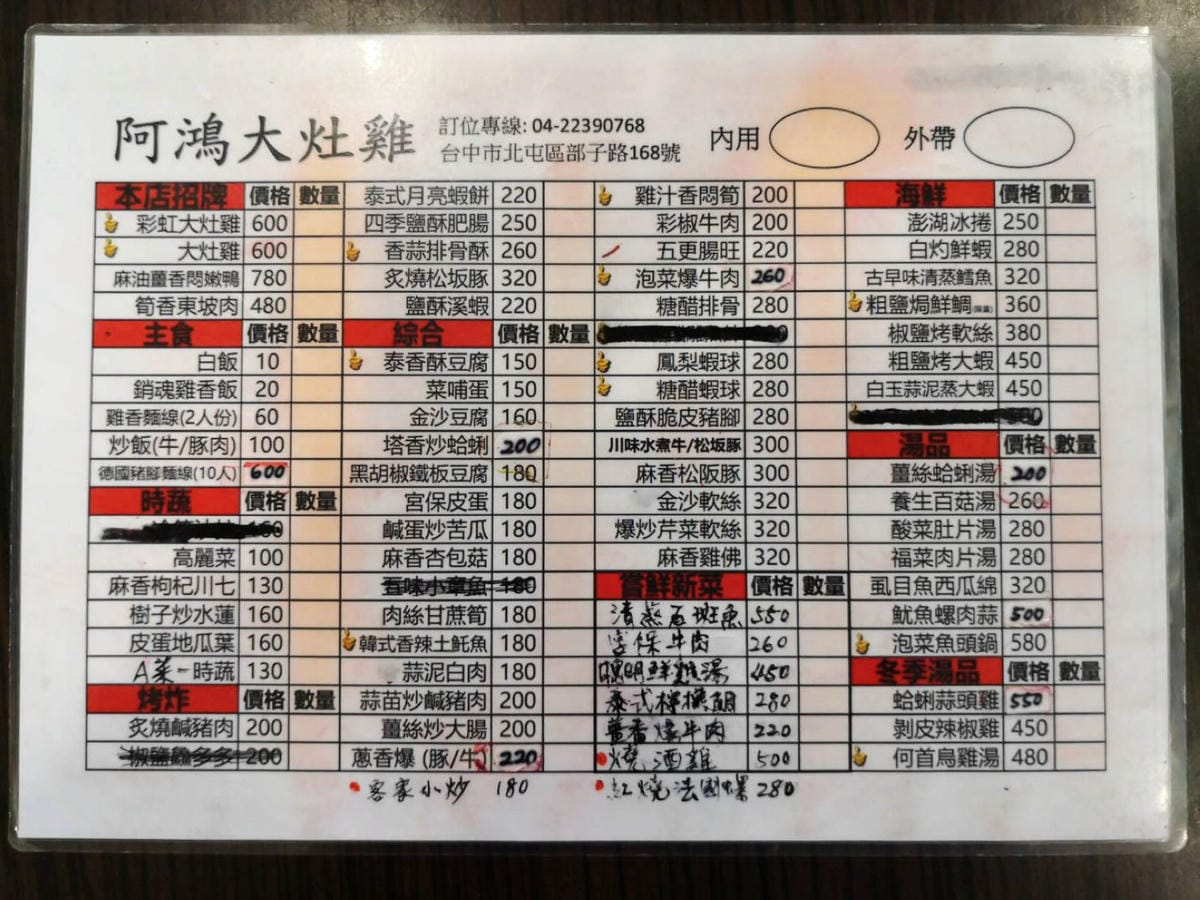 阿鴻大灶雞
訂位專線: 04-22390768
台中市北屯區部子路168號
內用
外帶
本店招牌 價格 數量
彩虹大灶雞 600
大灶雞 600
麻油薑香悶嫩鴨 780
筍香東坡肉 480
主食 價格 數量
白飯 10
銷魂雞香飯 20
雞香麵線(2人份) 60
炒飯(牛/豚肉) 100
德國豬腳麵線(10人) 600
時蔬 價格 數量
高麗菜 100
麻香枸杞川七 130
樹子炒水蓮 160
皮蛋地瓜葉 160
A菜-時蔬 130
烤炸 價格 數量
炙燒鹹豬肉 200
椒鹽龍多多 200
泰式月亮蝦餅 220
四季鹽酥肥腸 250
香蒜排骨酥 260
炙燒松坂豚 320
鹽酥溪蝦 220
綜合 價格 數量
泰香酥豆腐 150
菜哺蛋 150
金沙豆腐 160
塔香炒蛤蜊 200
黑胡椒鐵板豆腐 180
宮保皮蛋 180
鹹蛋炒苦瓜 180
麻香杏包菇 180
五味小章魚 180
肉絲甘蔗筍 180
韓式香辣土魠魚 180
蒜泥白肉 180
蒜苗炒鹹豬肉 200
薑絲炒大腸 200
蔥香爆 (豚/牛) 220
客家小炒 180
雞汁香悶筍 200
彩椒牛肉 200
五更腸旺 220
泡菜爆牛肉 260
糖醋排骨 280
鳳梨蝦球 280
糖醋蝦球 280
鹽酥脆皮豬腳 280
川味水煮牛/松坂豚 300
麻香松阪豚 300
金沙軟絲 320
爆炒芹菜軟絲 320
麻香雞佛 320
嘗鮮新菜 價格 數量
清蒸石斑魚 550
宮保牛肉 260
聰明鮮雞湯 450
泰式檸檬鯛 280
薑香爆牛肉 220
燒酒雞 500
紅燒法國螺 280
海鮮 價格 數量
澎湖冰捲 250
白灼鮮蝦 280
古早味清蒸鱈魚 320
粗鹽焗鮮鯛 360
椒鹽烤軟絲 380
粗鹽烤大蝦 450
白玉蒜泥蒸大蝦 450
湯品 價格 數量
薑絲蛤蜊湯 200
養生百菇湯 260
酸菜肚片湯 280
福菜肉片湯 280
虱目魚西瓜綿 320
魷魚螺肉蒜 500
泡菜魚頭鍋 580
冬季湯品 價格 數量
蛤蜊蒜頭雞 550
剝皮辣椒雞 450
何首烏雞湯 480